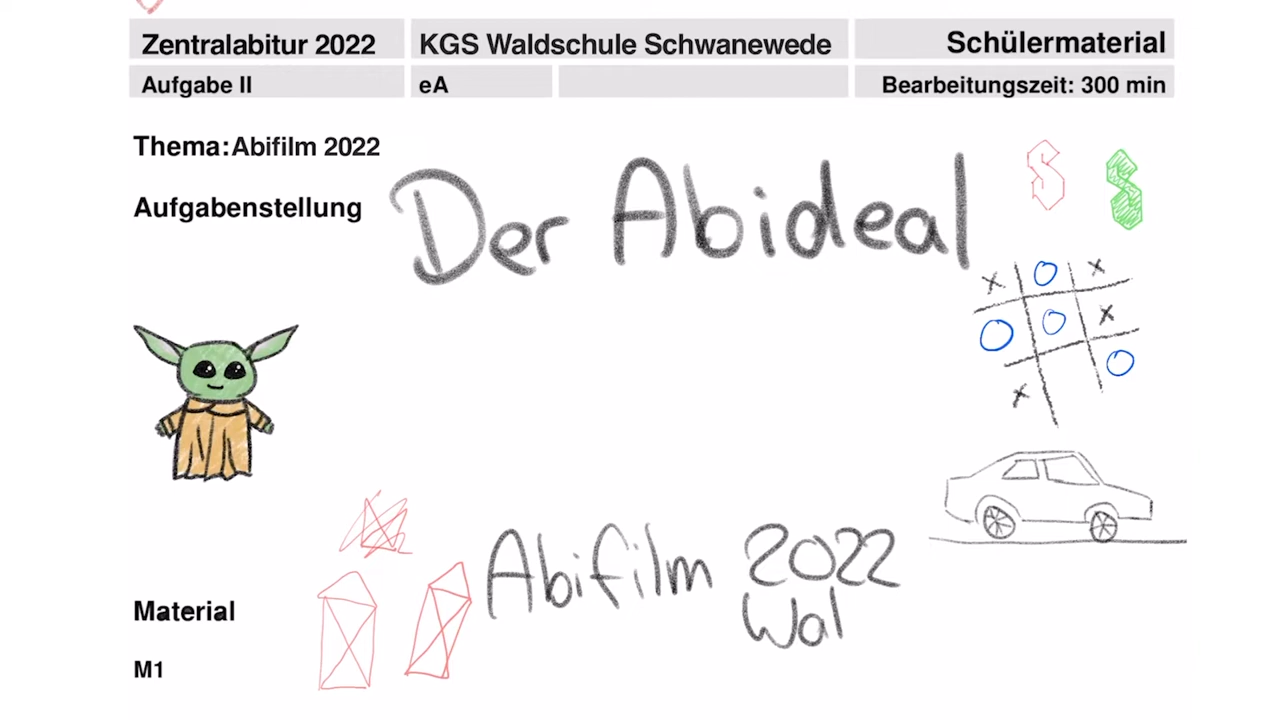 Zentralabitur 2022 KGS Waldschule Schwanewede Schülermaterial
Aufgabe II eA Bearbeitungszeit: 300 min
Thema: Abifilm 2022
Aufgabenstellung
Der Abideal
X O X
O O X
X O
Abifilm 2022
Wal
Material
M1